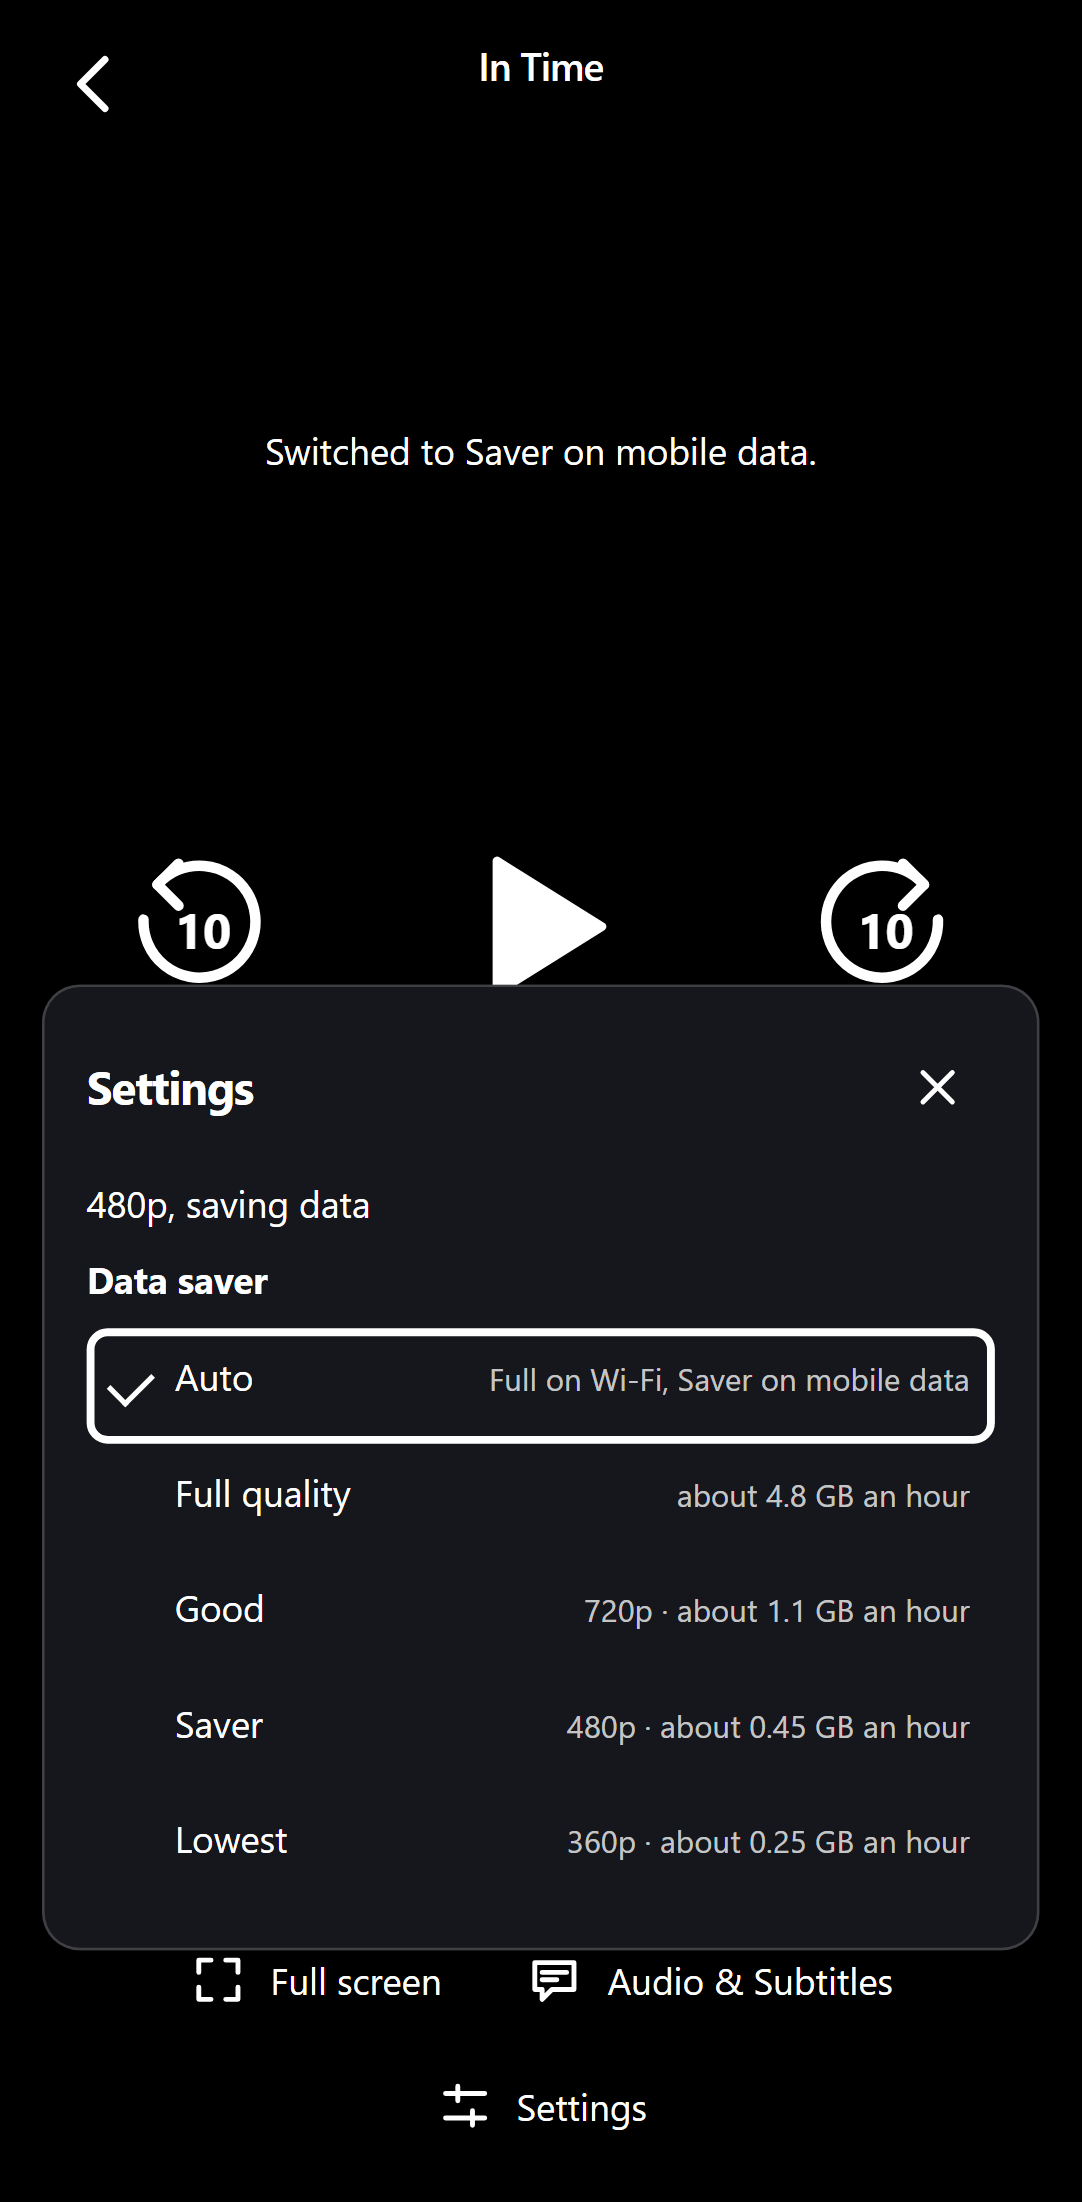 In Time
Switched to Saver on mobile data.
10
10
Settings
480p, saving data
Data saver
Auto Full on Wi-Fi, Saver on mobile data
Full quality about 4.8 GB an hour
Good 720p · about 1.1 GB an hour
Saver 480p · about 0.45 GB an hour
Lowest 360p · about 0.25 GB an hour
Full screen Audio & Subtitles
Settings